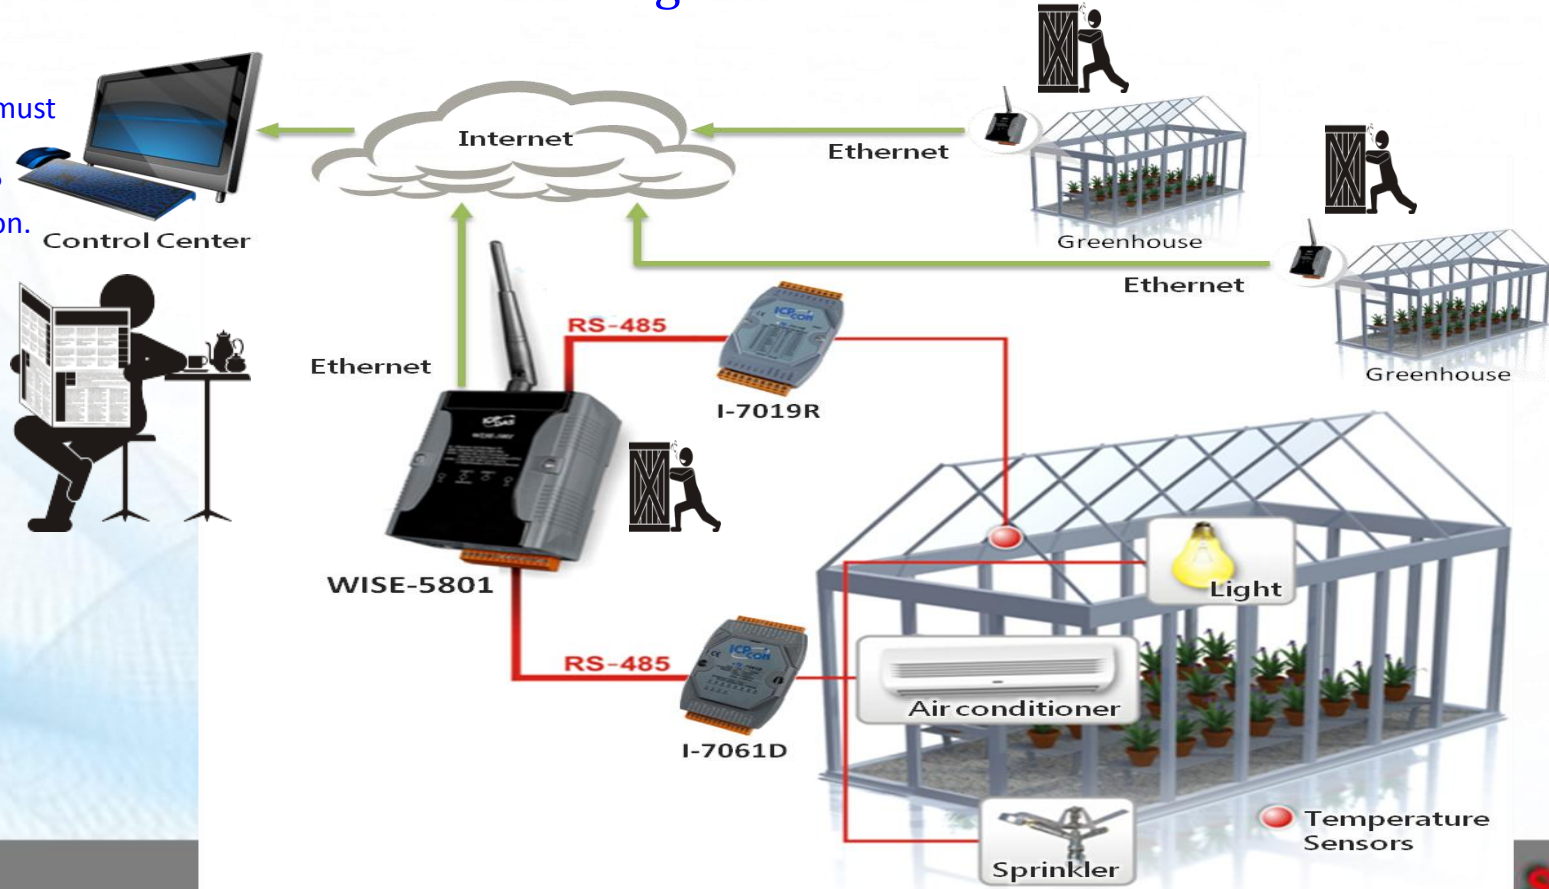 g
must
on.
Control Center
Internet
Ethernet
Greenhouse
Ethernet
Greenhouse
Ethernet
RS-485
I-7019R
WISE-5801
RS-485
I-7061D
Light
Air conditioner
Sprinkler
Temperature
Sensors